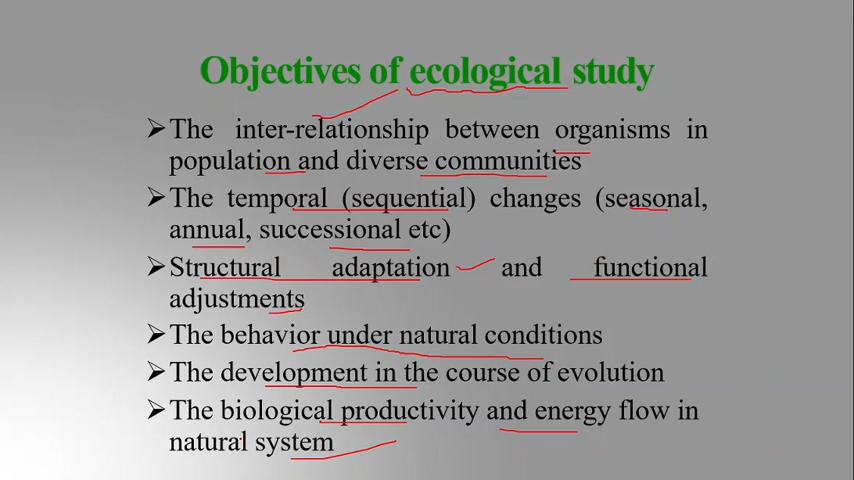 Objectives of ecological study
➢The inter-relationship between organisms in
population and diverse communities
➢The temporal (sequential) changes (seasonal,
annual, successional etc)
➢Structural adaptation and functional
adjustments
➢The behavior under natural conditions
➢The development in the course of evolution
➢The biological productivity and energy flow in
natural system